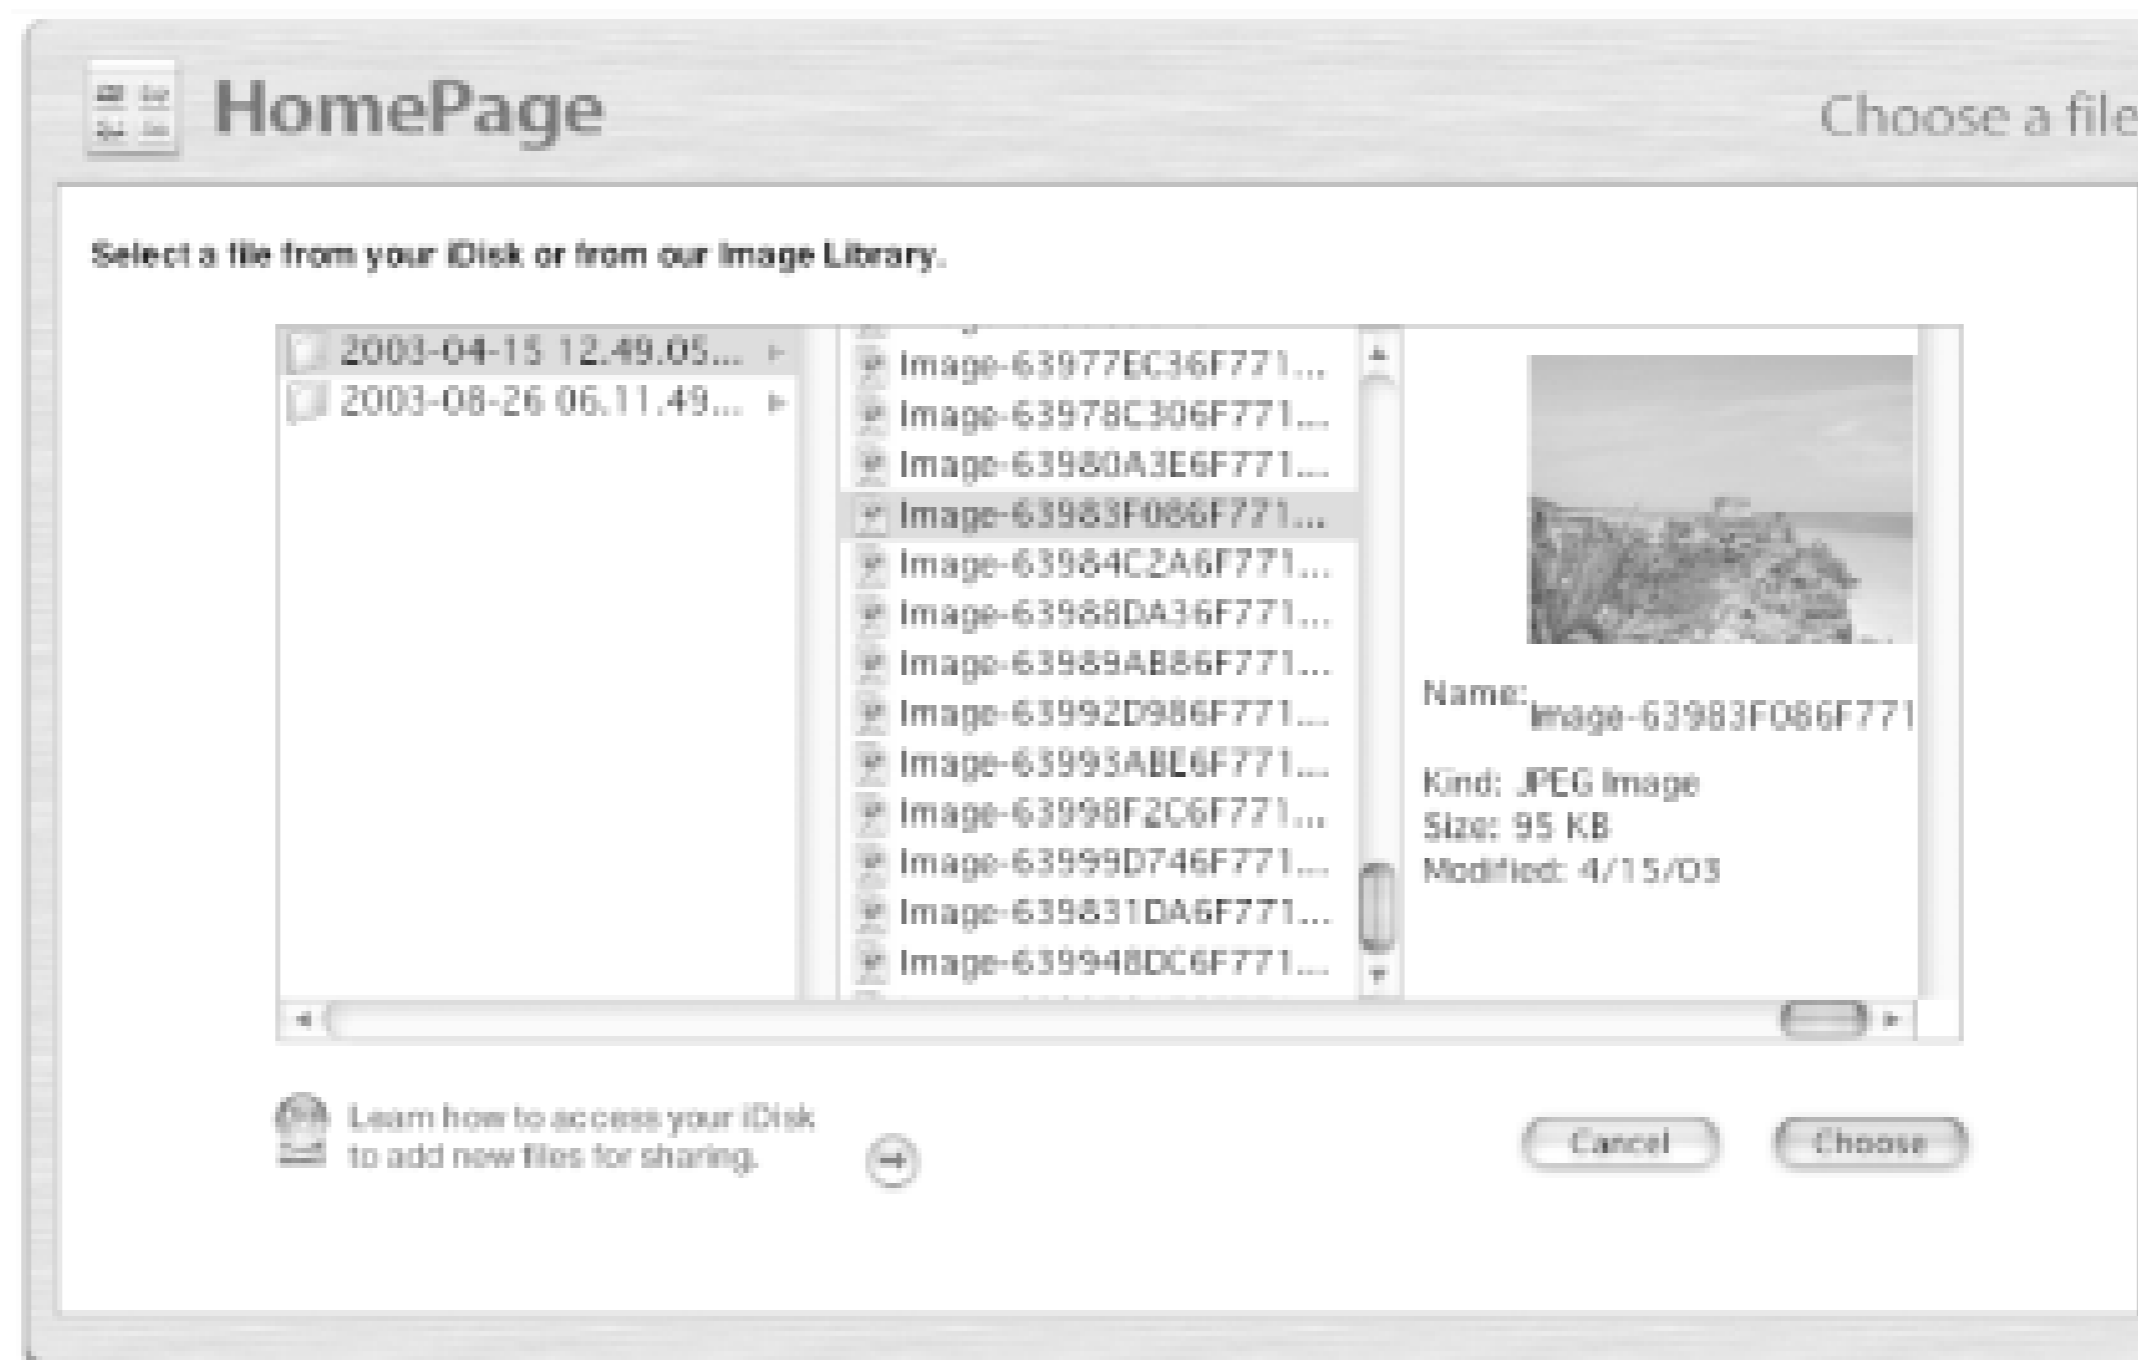 HomePage
Choose a file
Select a file from your iDisk or from our Image Library.
2003-04-15 12.49.05...
2003-08-26 06.11.49...
Image-63977EC36F771...
Image-63978C306F771...
Image-63980A3E6F771...
Image-63983F086F771...
Image-63984C2A6F771...
Image-63988DA36F771...
Image-63989AB86F771...
Image-63992D986F771...
Image-63993ABE6F771...
Image-63998F2C6F771...
Image-63999D746F771...
Image-639831DA6F771...
Image-639948DC6F771...
Name:
Image-63983F086F771
Kind: JPEG Image
Size: 95 KB
Modified: 4/15/03
Learn how to access your iDisk
to add new files for sharing.
Cancel
Choose